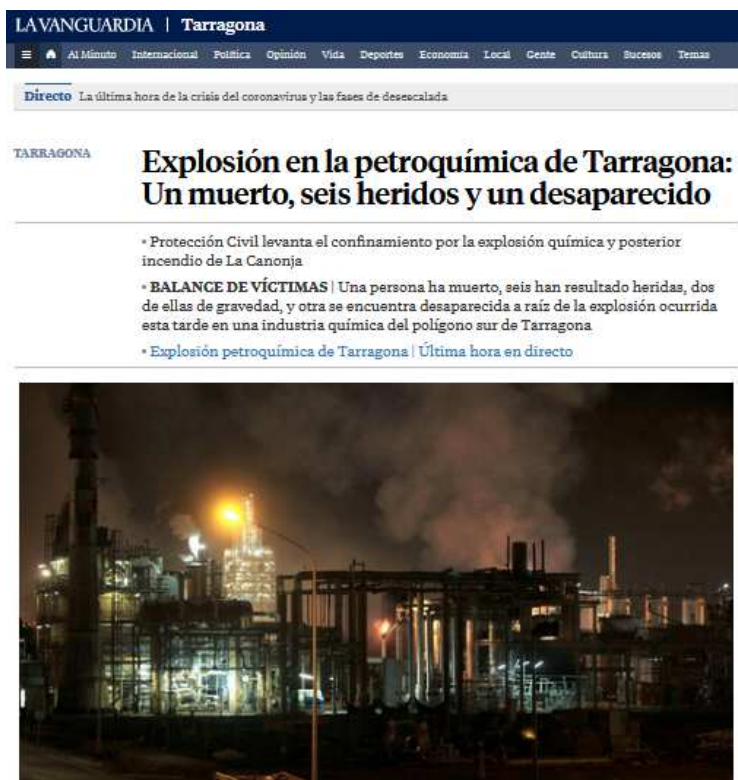 LA VANGUARDIA | Tarragona
Al Minuto Internacional Política Opinión Vida Deportes Economía Local Gente Cultura Sucesos Temas
Directo La última hora de la crisis del coronavirus y las fases de desescalada
TARRAGONA
Explosión en la petroquímica de Tarragona:
Un muerto, seis heridos y un desaparecido
▪ Protección Civil levanta el confinamiento por la explosión química y posterior
incendio de La Canonja
▪ BALANCE DE VÍCTIMAS | Una persona ha muerto, seis han resultado heridas, dos
de ellas de gravedad, y otra se encuentra desaparecida a raíz de la explosión ocurrida
esta tarde en una industria química del polígono sur de Tarragona
▪ Explosión petroquímica de Tarragona | Última hora en directo